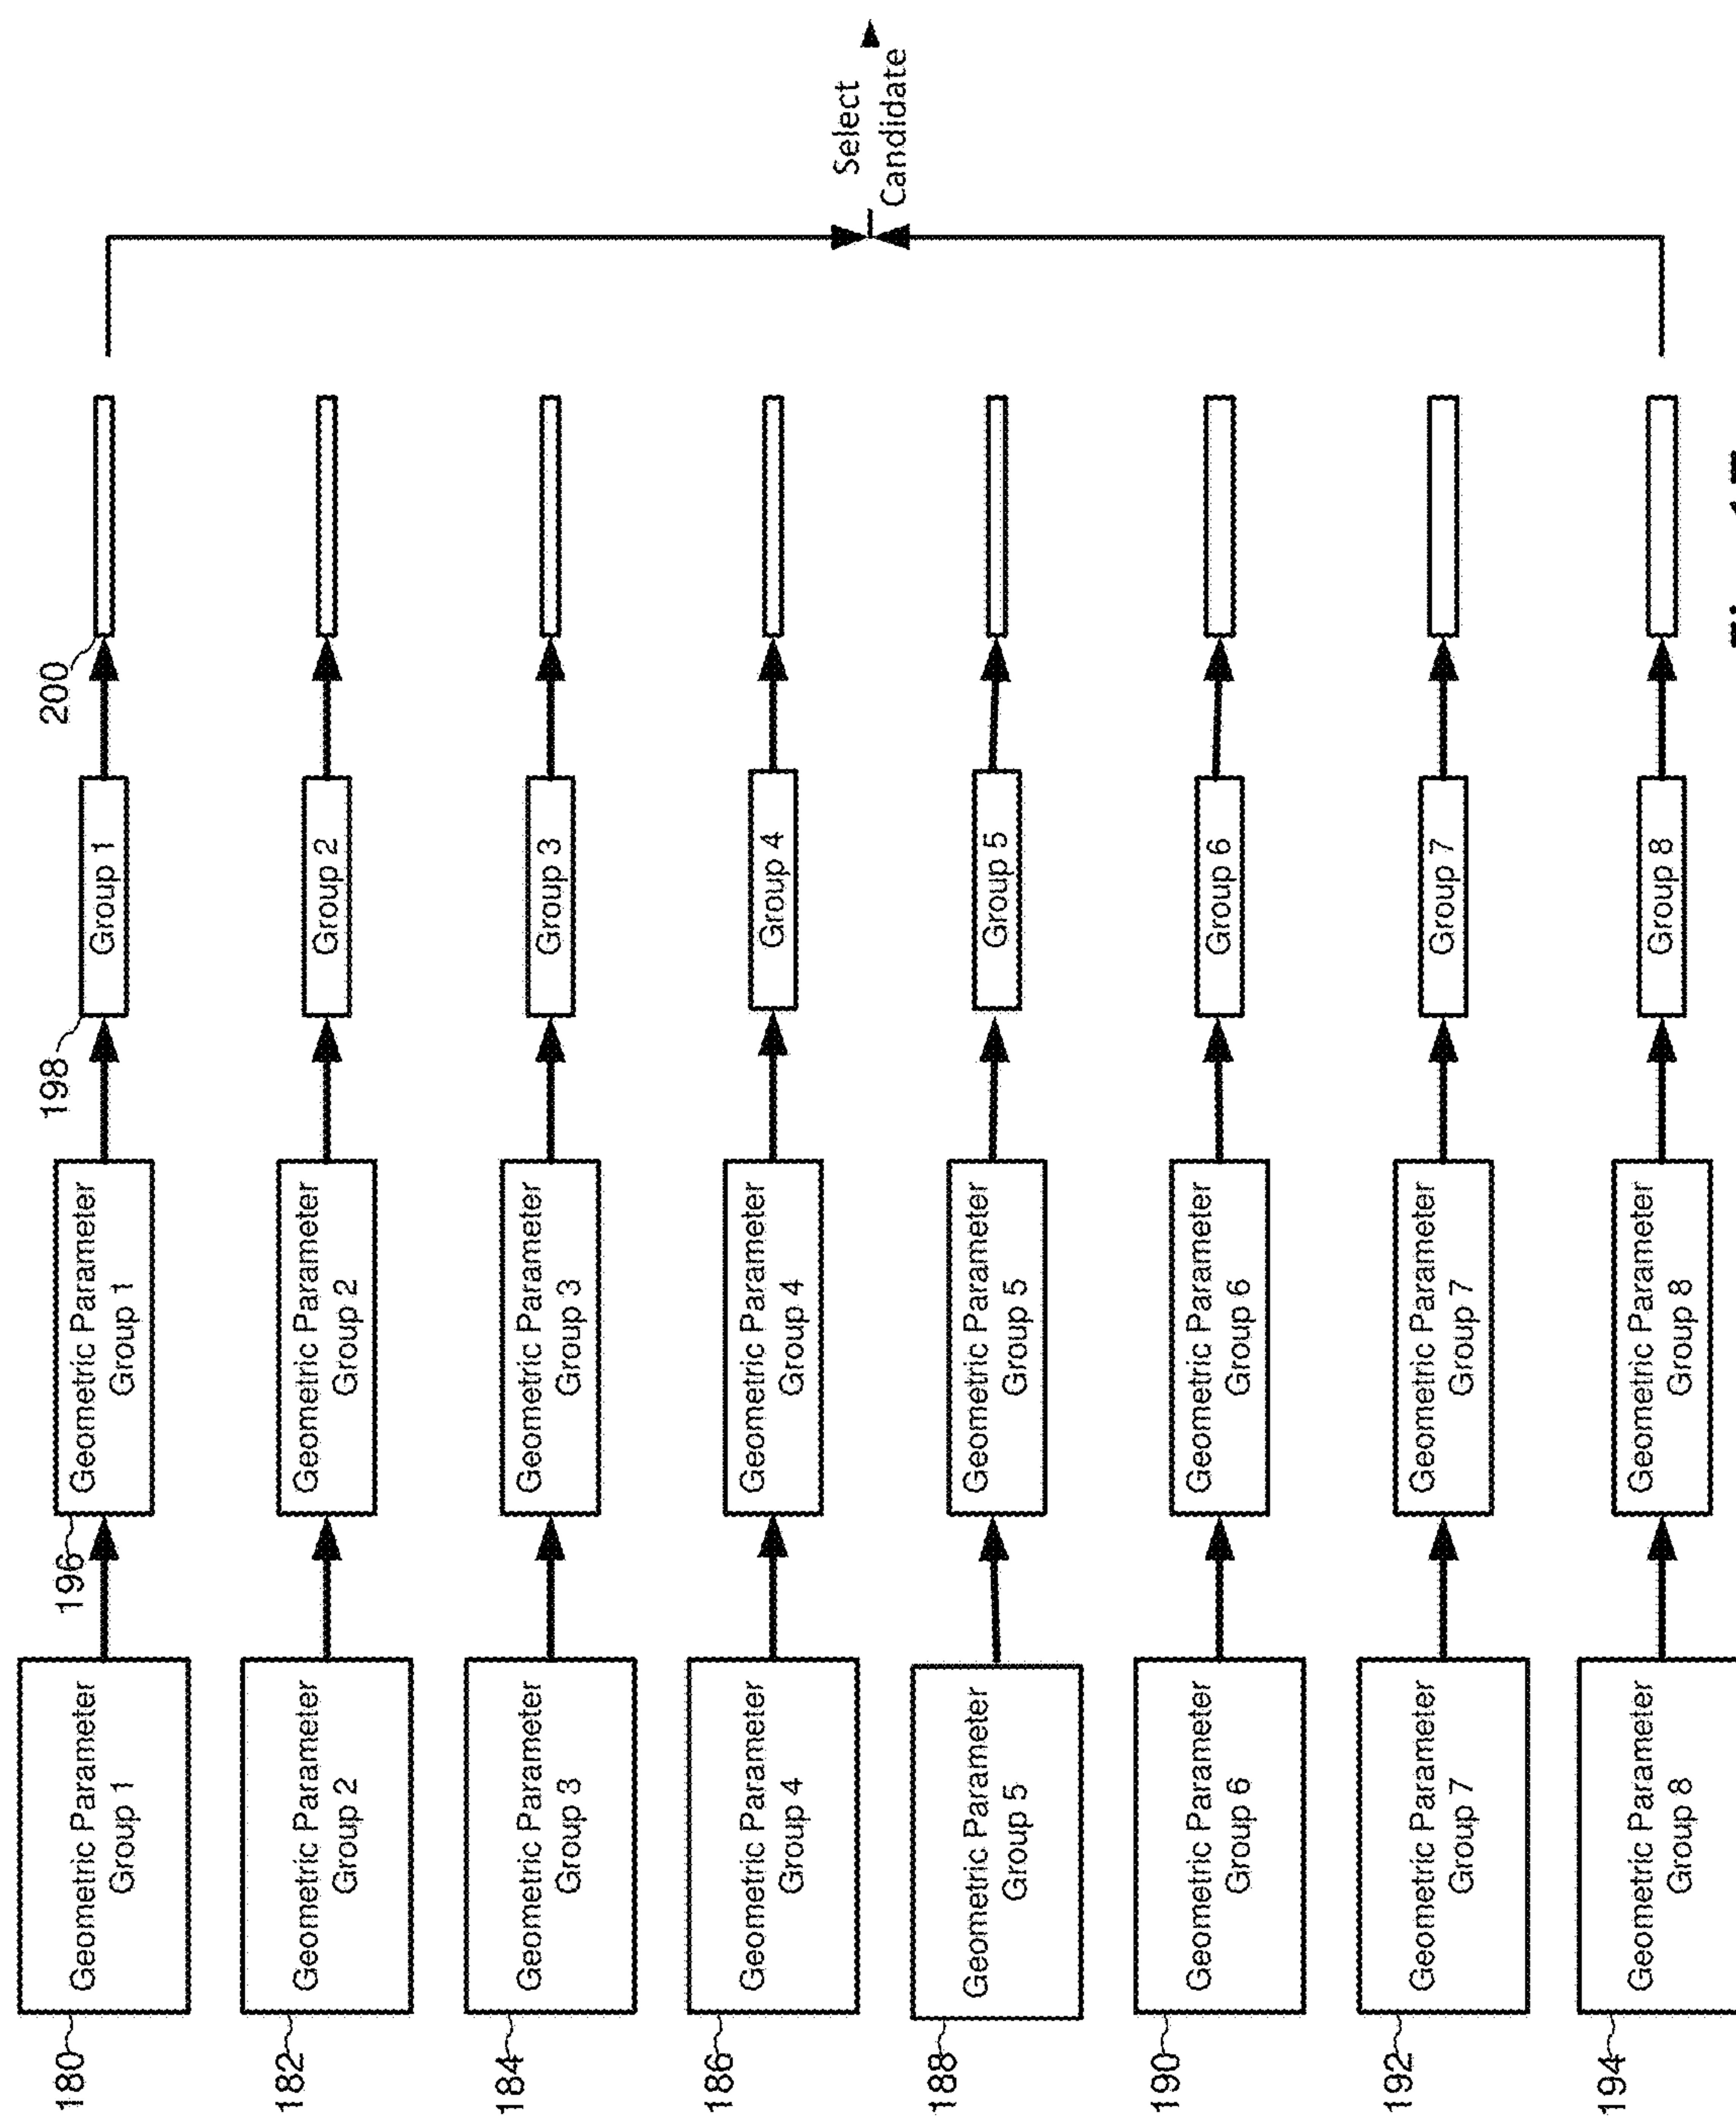 180
Geometric Parameter
Group 1
196
Geometric Parameter
Group 1
198
Group 1
200
182
Geometric Parameter
Group 2
Geometric Parameter
Group 2
Group 2
184
Geometric Parameter
Group 3
Geometric Parameter
Group 3
Group 3
186
Geometric Parameter
Group 4
Geometric Parameter
Group 4
Group 4
Select
Candidate
188
Geometric Parameter
Group 5
Geometric Parameter
Group 5
Group 5
190
Geometric Parameter
Group 6
Geometric Parameter
Group 6
Group 6
192
Geometric Parameter
Group 7
Geometric Parameter
Group 7
Group 7
194
Geometric Parameter
Group 8
Geometric Parameter
Group 8
Group 8